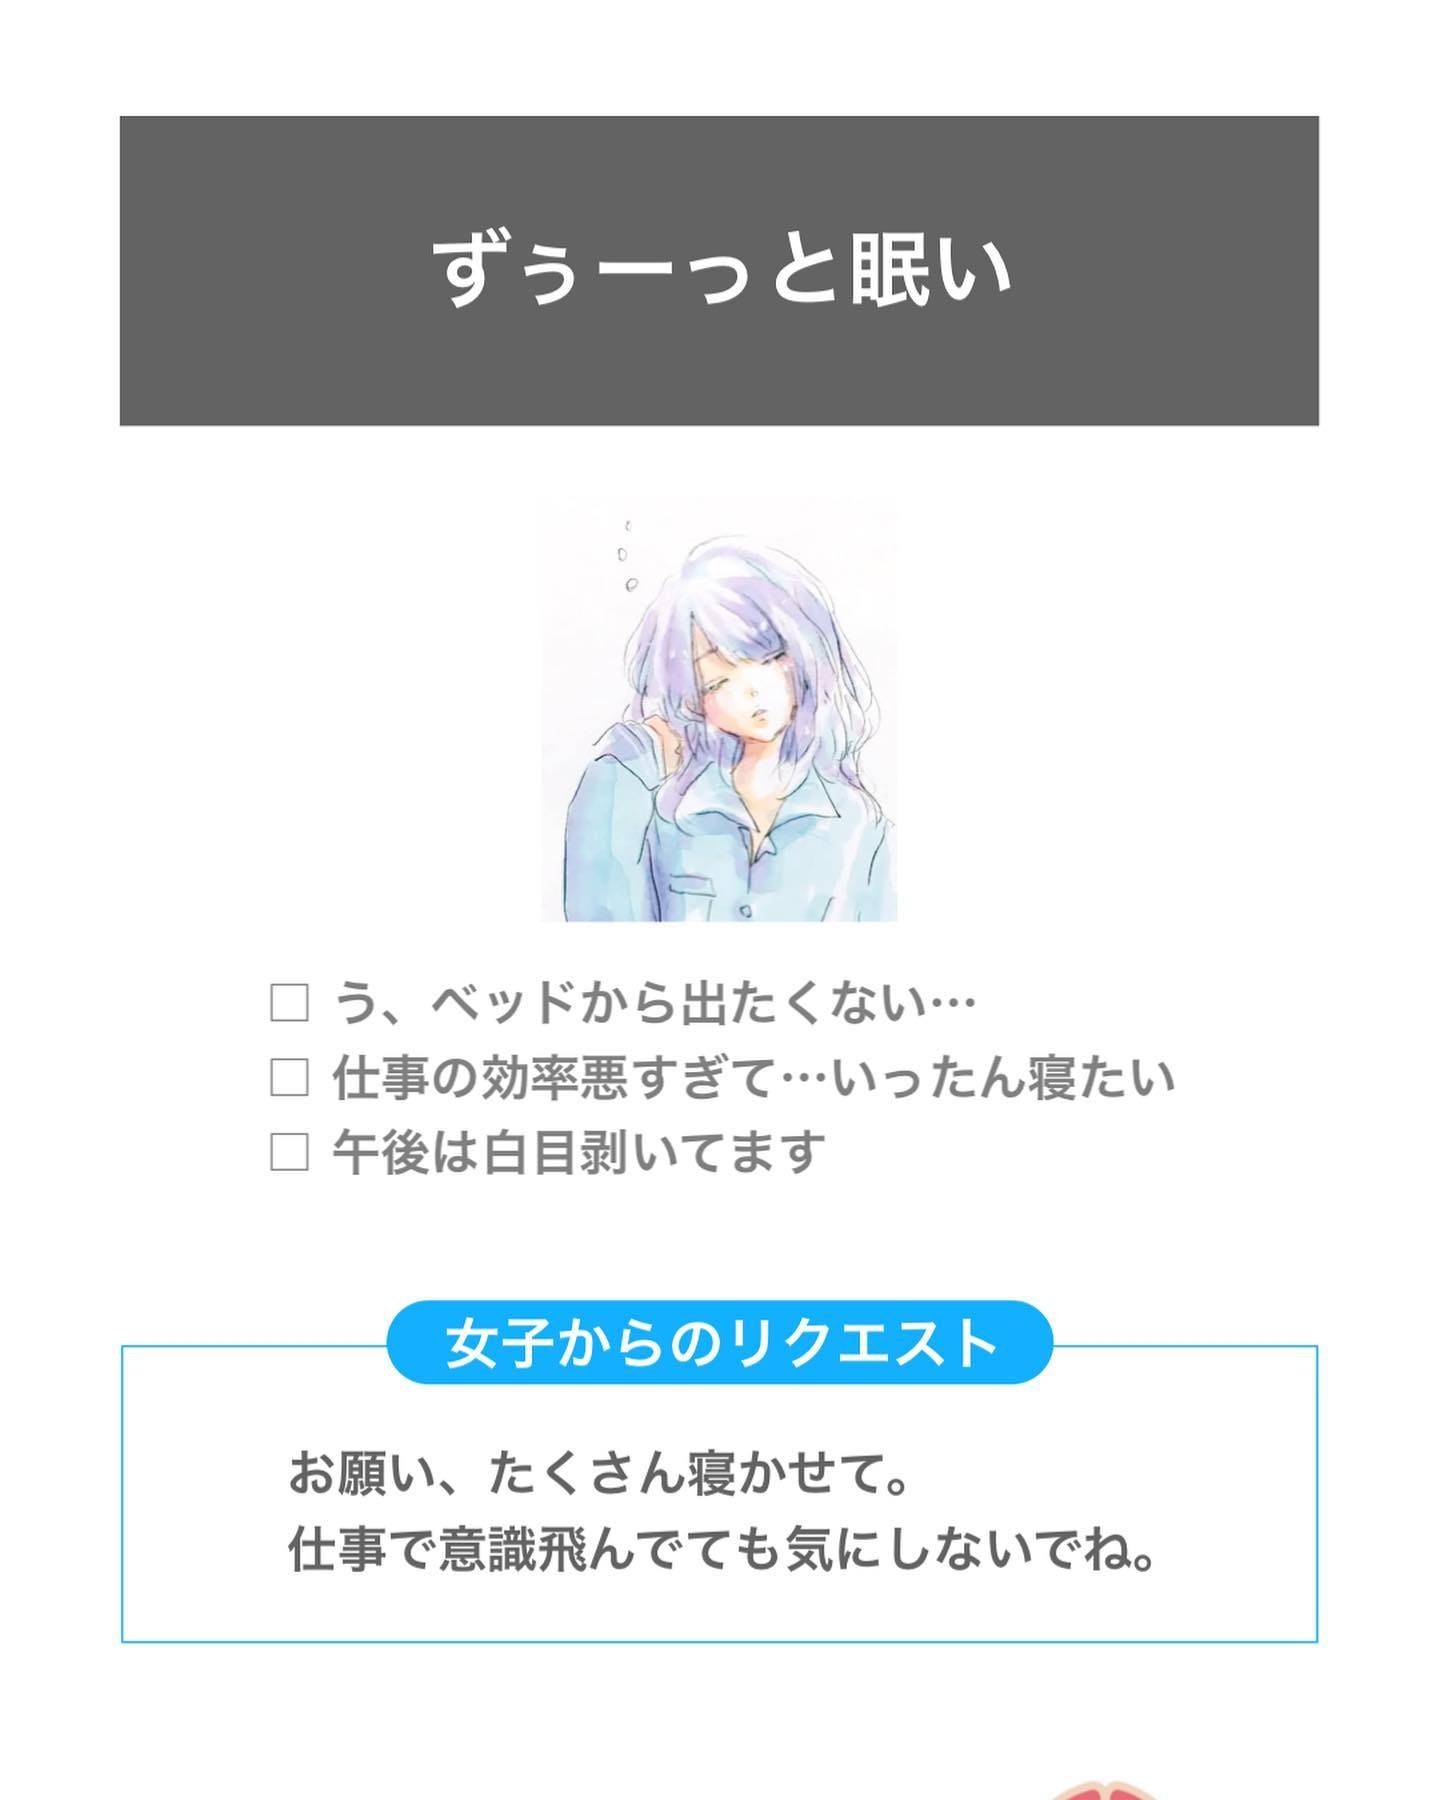 ずぅーっと眠い
□ う、ベッドから出たくない…
□ 仕事の効率悪すぎて…いったん寝たい
□ 午後は白目剥いてます
女子からのリクエスト
お願い、たくさん寝かせて。
仕事で意識飛んでても気にしないでね。